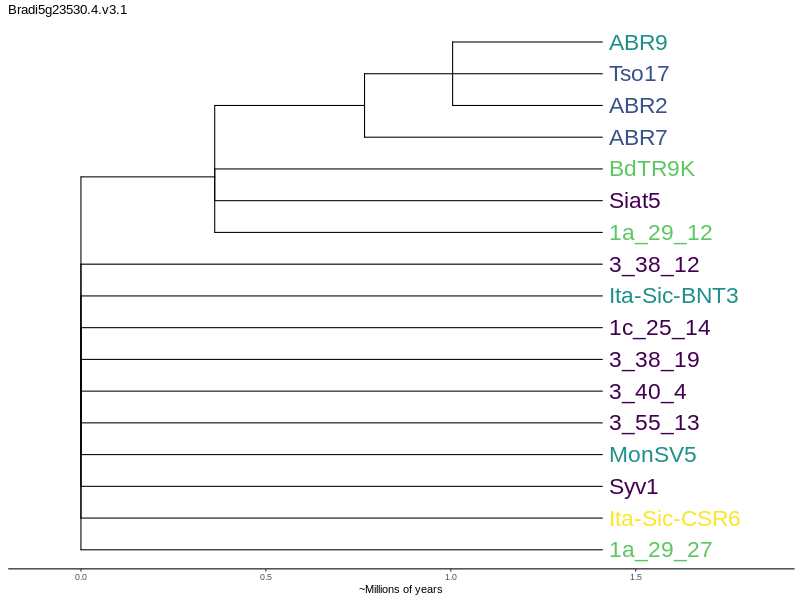 Bradi5g23530.4.v3.1
ABR9
Tso17
ABR2
ABR7
BdTR9K
Siat5
1a_29_12
3_38_12
Ita-Sic-BNT3
1c_25_14
3_38_19
3_40_4
3_55_13
MonSV5
Syv1
Ita-Sic-CSR6
1a_29_27
0.0 0.5 1.0 1.5
~Millions of years